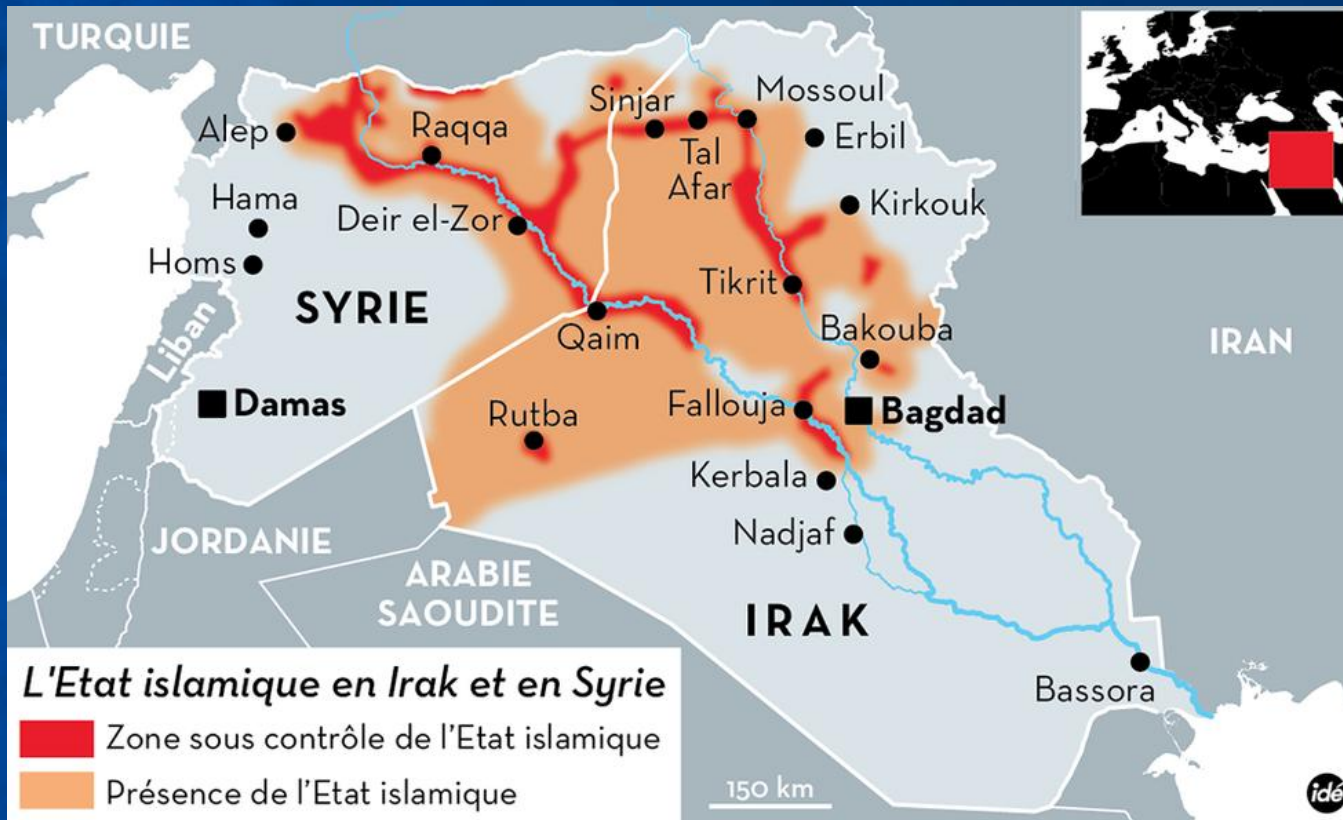 TURQUIE
Sinjar
Mossoul
Alep
Raqqa
Tal
Afar
Erbil
Hama
Deir el-Zor
Kirkouk
Homs
Tikrit
SYRIE
Qaim
Bakouba
IRAN
Liban
Damas
Rutba
Fallouja
Bagdad
Kerbala
Nadjaf
JORDANIE
ARABIE
SAOUDITE
IRAK
Bassora
L'Etat islamique en Irak et en Syrie
Zone sous contrôle de l'Etat islamique
Présence de l'Etat islamique
150 km
idé